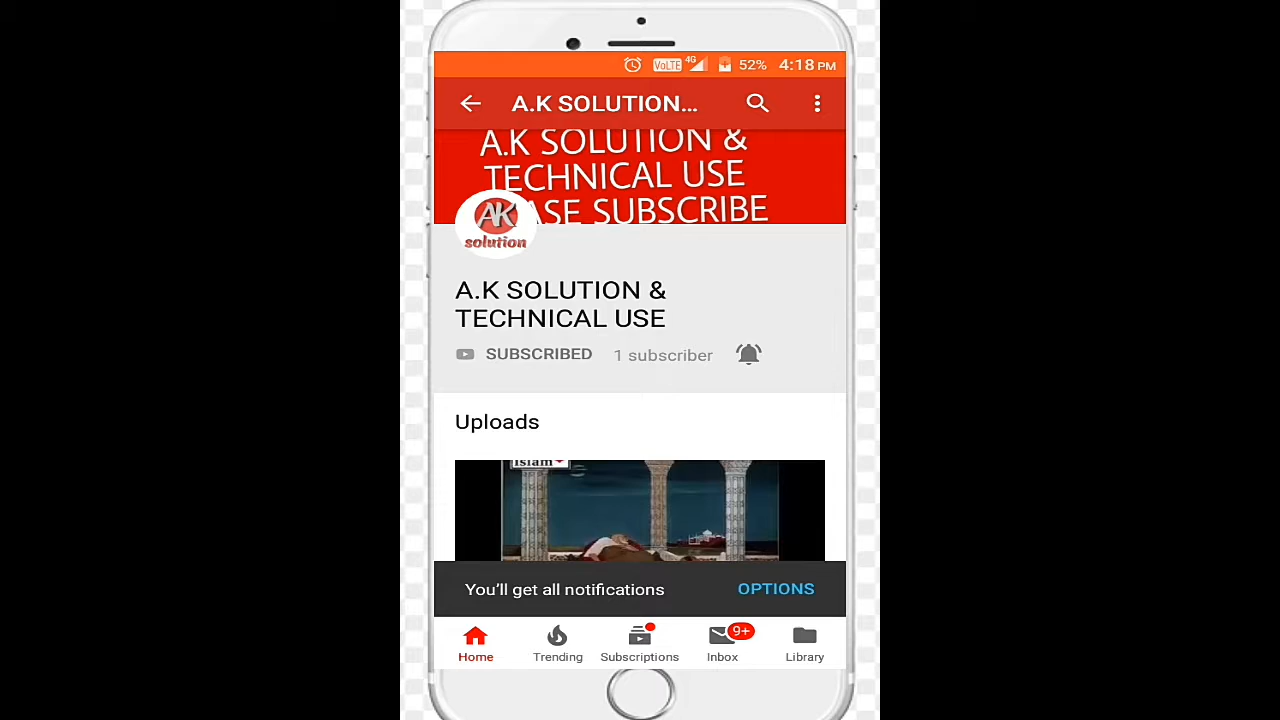 VoLTE 4G 52% 4:18 PM
A.K SOLUTION...
A.K SOLUTION &
TECHNICAL USE
ASE SUBSCRIBE
AK
solution
A.K SOLUTION &
TECHNICAL USE
SUBSCRIBED 1 subscriber
Uploads
Islam
You'll get all notifications OPTIONS
9+
Home Trending Subscriptions Inbox Library